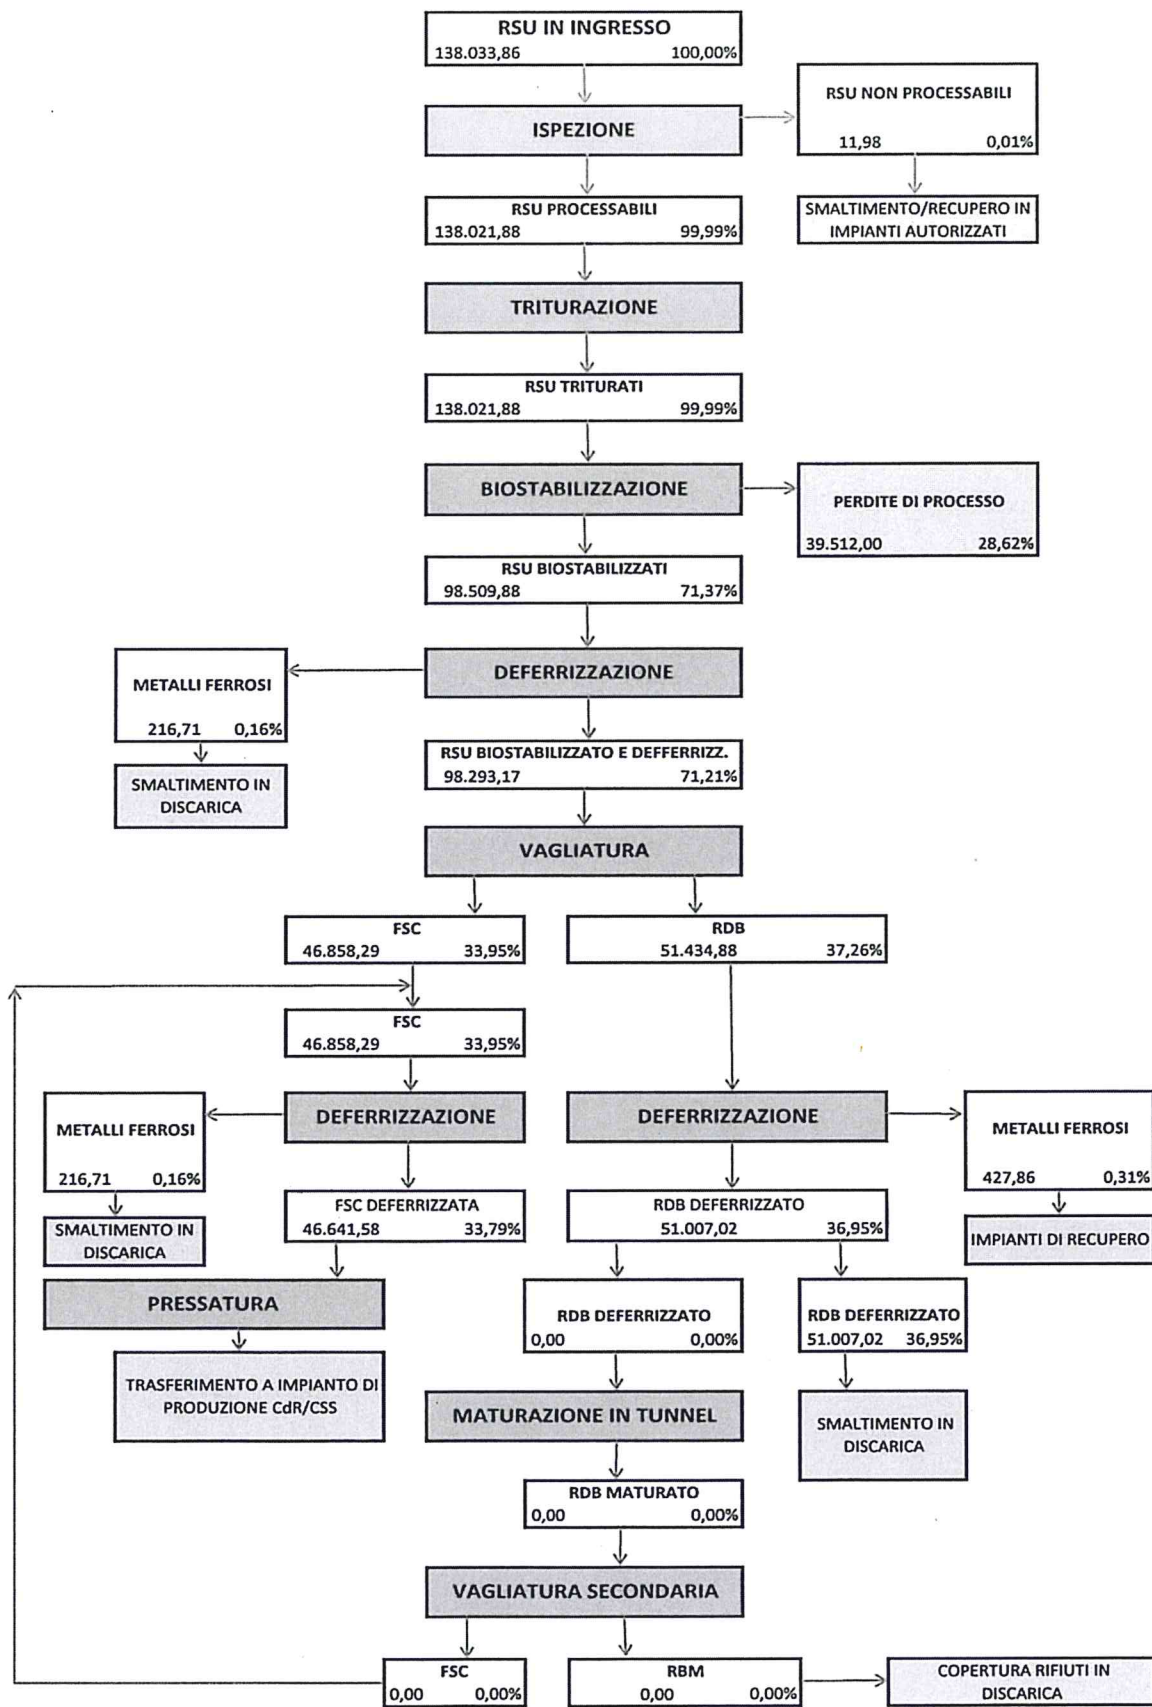 RSU IN INGRESSO
138.033,86 100,00%
RSU NON PROCESSABILI
11,98 0,01%
ISPEZIONE
SMALTIMENTO/RECUPERO IN
IMPIANTI AUTORIZZATI
RSU PROCESSABILI
138.021,88 99,99%
TRITURAZIONE
RSU TRITURATI
138.021,88 99,99%
BIOSTABILIZZAZIONE
PERDITE DI PROCESSO
39.512,00 28,62%
RSU BIOSTABILIZZATI
98.509,88 71,37%
DEFERRIZZAZIONE
METALLI FERROSI
216,71 0,16%
SMALTIMENTO IN
DISCARICA
RSU BIOSTABILIZZATO E DEFFERRIZZ.
98.293,17 71,21%
VAGLIATURA
FSC
46.858,29 33,95%
RDB
51.434,88 37,26%
FSC
46.858,29 33,95%
DEFERRIZZAZIONE
DEFERRIZZAZIONE
METALLI FERROSI
216,71 0,16%
SMALTIMENTO IN
DISCARICA
METALLI FERROSI
427,86 0,31%
IMPIANTI DI RECUPERO
FSC DEFERRIZZATA
46.641,58 33,79%
RDB DEFERRIZZATO
51.007,02 36,95%
PRESSATURA
TRASFERIMENTO A IMPIANTO DI
PRODUZIONE CdR/CSS
RDB DEFERRIZZATO
0,00 0,00%
RDB DEFERRIZZATO
51.007,02 36,95%
SMALTIMENTO IN
DISCARICA
MATURAZIONE IN TUNNEL
RDB MATURATO
0,00 0,00%
VAGLIATURA SECONDARIA
FSC
0,00 0,00%
RBM
0,00 0,00%
COPERTURA RIFIUTI IN
DISCARICA